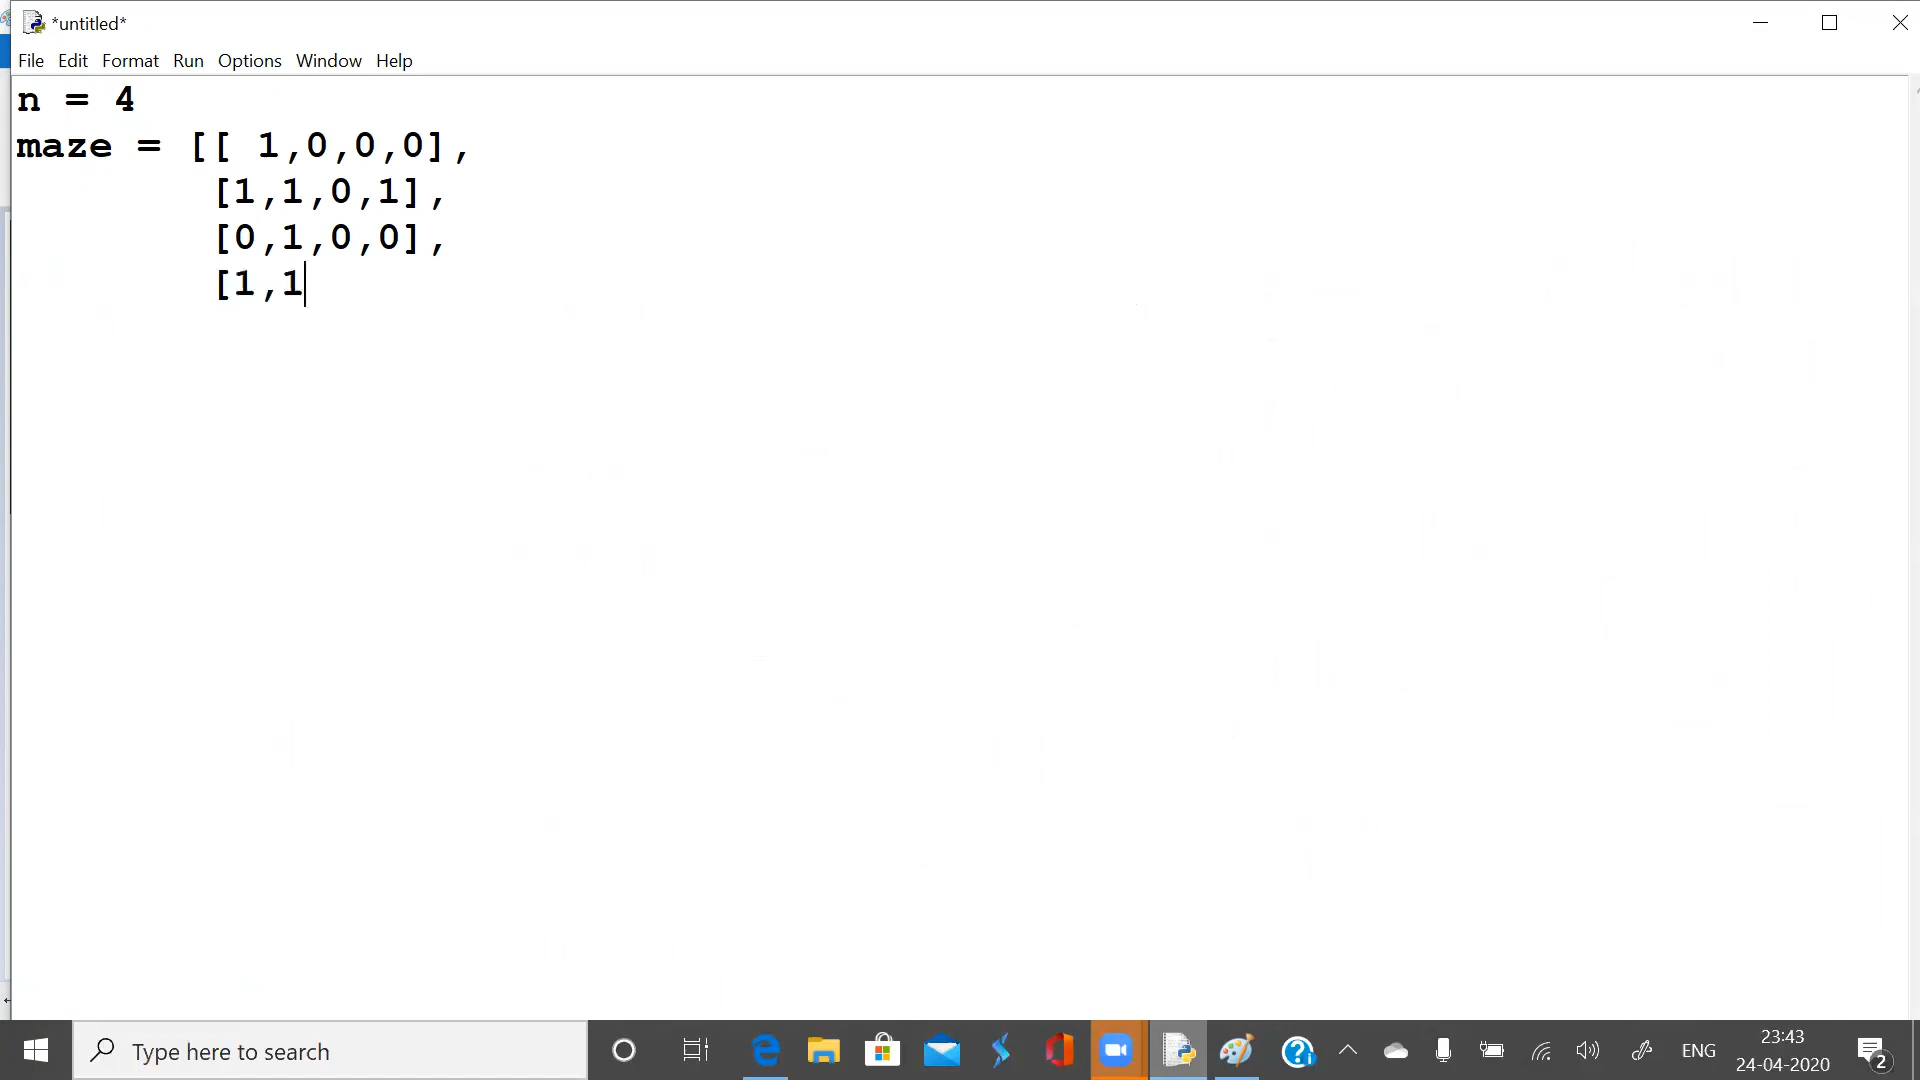 *untitled*
File Edit Format Run Options Window Help
n = 4
maze = [[ 1,0,0,0],
[1,1,0,1],
[0,1,0,0],
[1,1
Type here to search
ENG
23:43
24-04-2020
2